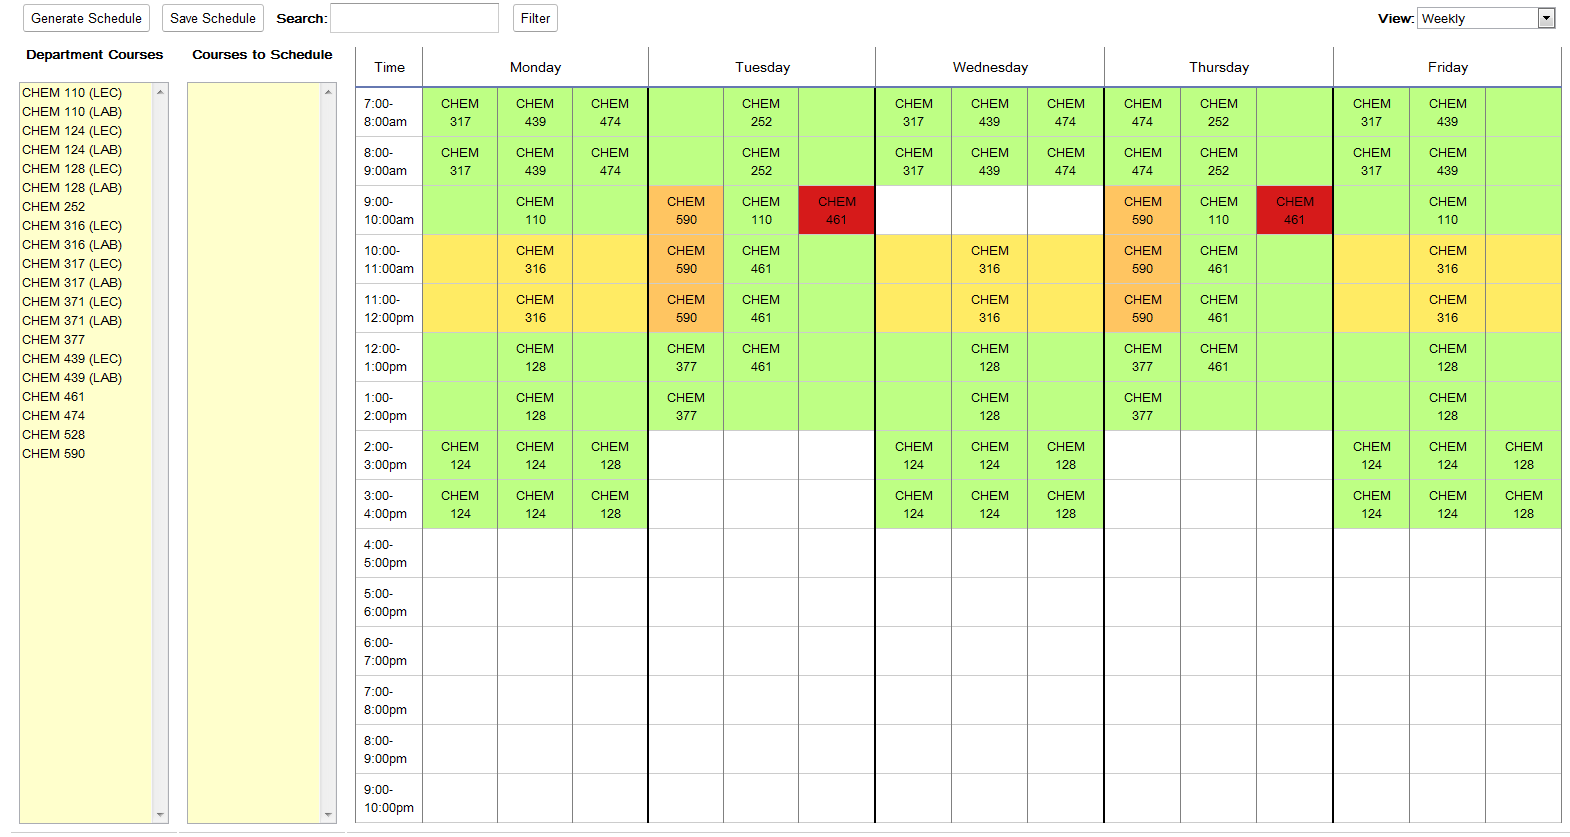 Generate Schedule Save Schedule Search: Filter View: Weekly
Department Courses Courses to Schedule
CHEM 110 (LEC)
CHEM 110 (LAB)
CHEM 124 (LEC)
CHEM 124 (LAB)
CHEM 128 (LEC)
CHEM 128 (LAB)
CHEM 252
CHEM 316 (LEC)
CHEM 316 (LAB)
CHEM 317 (LEC)
CHEM 317 (LAB)
CHEM 371 (LEC)
CHEM 371 (LAB)
CHEM 377
CHEM 439 (LEC)
CHEM 439 (LAB)
CHEM 461
CHEM 474
CHEM 528
CHEM 590
Time Monday Tuesday Wednesday Thursday Friday
7:00- CHEM CHEM CHEM CHEM CHEM CHEM CHEM CHEM CHEM CHEM CHEM
8:00am 317 439 474 252 317 439 474 474 252 317 439
8:00- CHEM CHEM CHEM CHEM CHEM CHEM CHEM CHEM CHEM CHEM CHEM
9:00am 317 439 474 252 317 439 474 474 252 317 439
9:00- CHEM CHEM CHEM CHEM CHEM CHEM CHEM CHEM
10:00am 110 590 110 461 590 110 461 110
10:00- CHEM CHEM CHEM CHEM CHEM CHEM CHEM
11:00am 316 590 461 316 590 461 316
11:00- CHEM CHEM CHEM CHEM CHEM CHEM CHEM
12:00pm 316 590 461 316 590 461 316
12:00- CHEM CHEM CHEM CHEM CHEM CHEM CHEM
1:00pm 128 377 461 128 377 461 128
1:00- CHEM CHEM CHEM CHEM CHEM
2:00pm 128 377 128 377 128
2:00- CHEM CHEM CHEM CHEM CHEM CHEM CHEM CHEM CHEM
3:00pm 124 124 128 124 124 128 124 124 128
3:00- CHEM CHEM CHEM CHEM CHEM CHEM CHEM CHEM CHEM
4:00pm 124 124 128 124 124 128 124 124 128
4:00-
5:00pm
5:00-
6:00pm
6:00-
7:00pm
7:00-
8:00pm
8:00-
9:00pm
9:00-
10:00pm